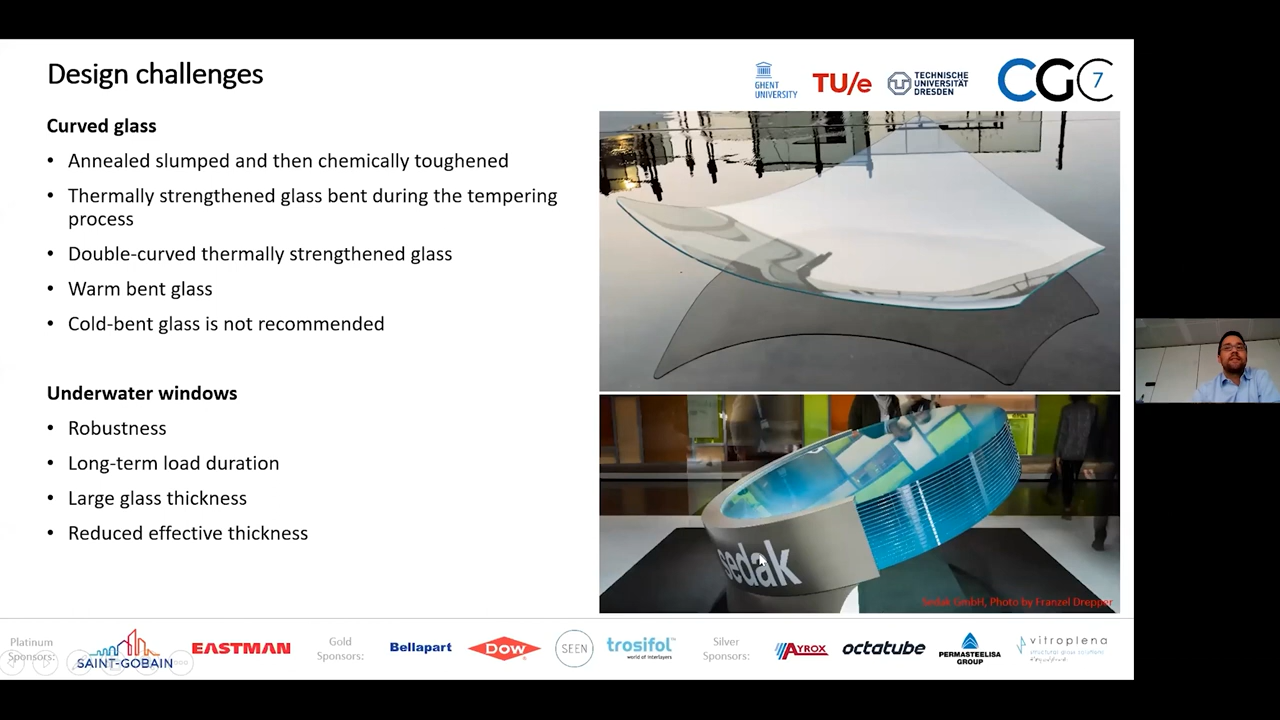 Design challenges
GHENT
UNIVERSITY
TU/e
TECHNISCHE
UNIVERSITÄT
DRESDEN
CGC 7
Curved glass
• Annealed slumped and then chemically toughened
• Thermally strengthened glass bent during the tempering
process
• Double-curved thermally strengthened glass
• Warm bent glass
• Cold-bent glass is not recommended
Underwater windows
• Robustness
• Long-term load duration
• Large glass thickness
• Reduced effective thickness
sedak
Sedak GmbH, Photo by Franzel Drepper
Platinum
Sponsors:
SAINT-GOBAIN
EASTMAN
Gold
Sponsors:
Bellapart
Dow
SEEN
trosifol™
world of interlayers
Silver
Sponsors:
AYROX
octatube
PERMASTEELISA
GROUP
vitroplena
structural glass solutions